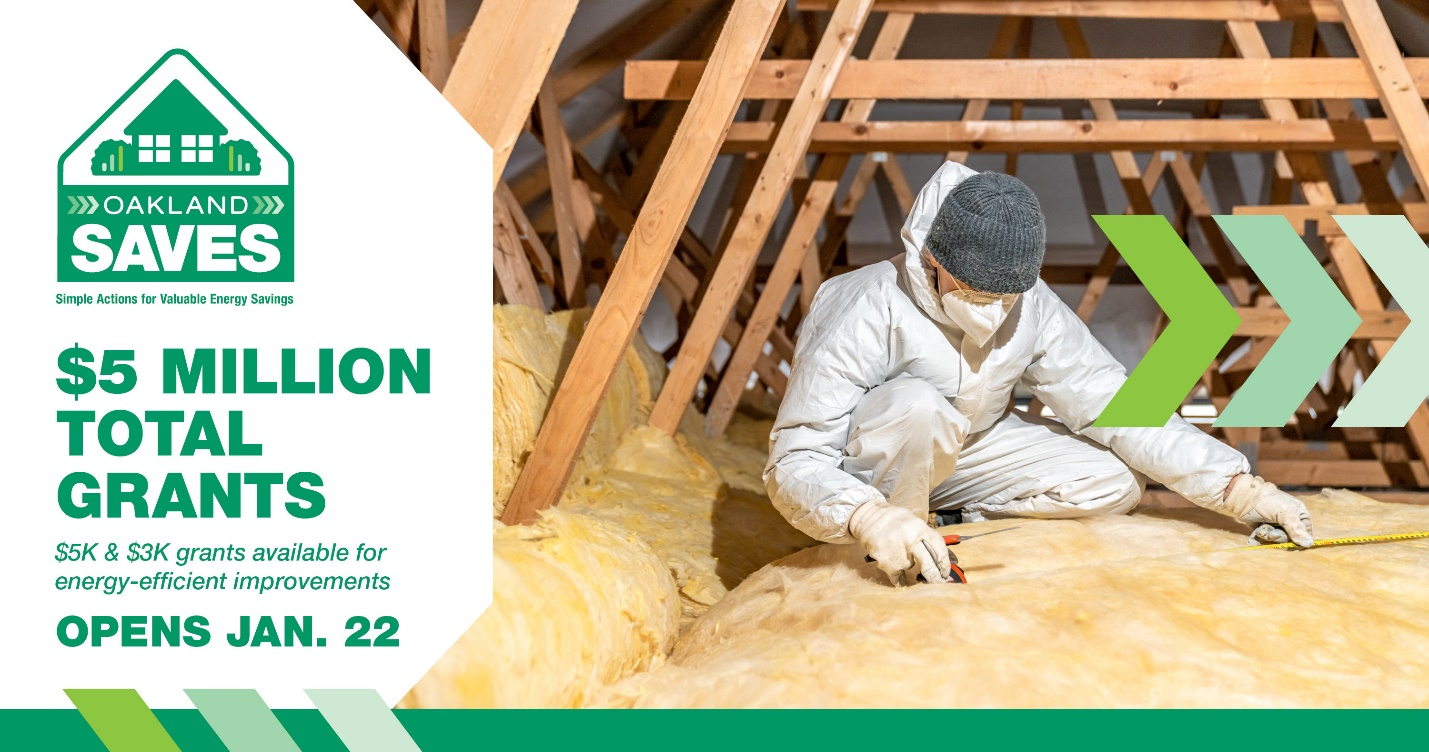 OAKLAND
SAVES
Simple Actions for Valuable Energy Savings
$5 MILLION
TOTAL
GRANTS
$5K & $3K grants available for
energy-efficient improvements
OPENS JAN. 22